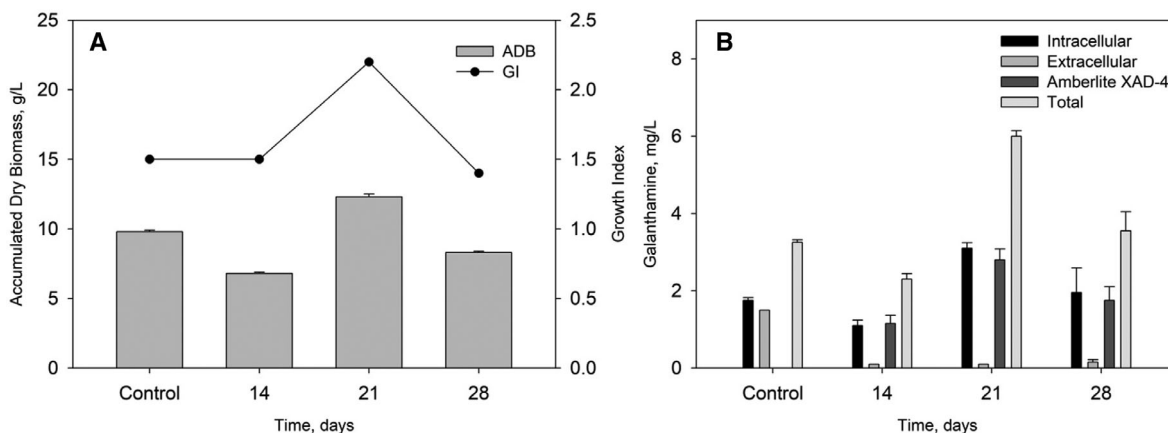 A
ADB
GI
Accumulated Dry Biomass, g/L
25
20
15
10
5
0
Growth Index
2.5
2.0
1.5
1.0
0.5
0.0
Control 14 21 28
Time, days
B
Intracellular
Extracellular
Amberlite XAD-4
Total
Galanthamine, mg/L
8
6
4
2
0
Control 14 21 28
Time, days